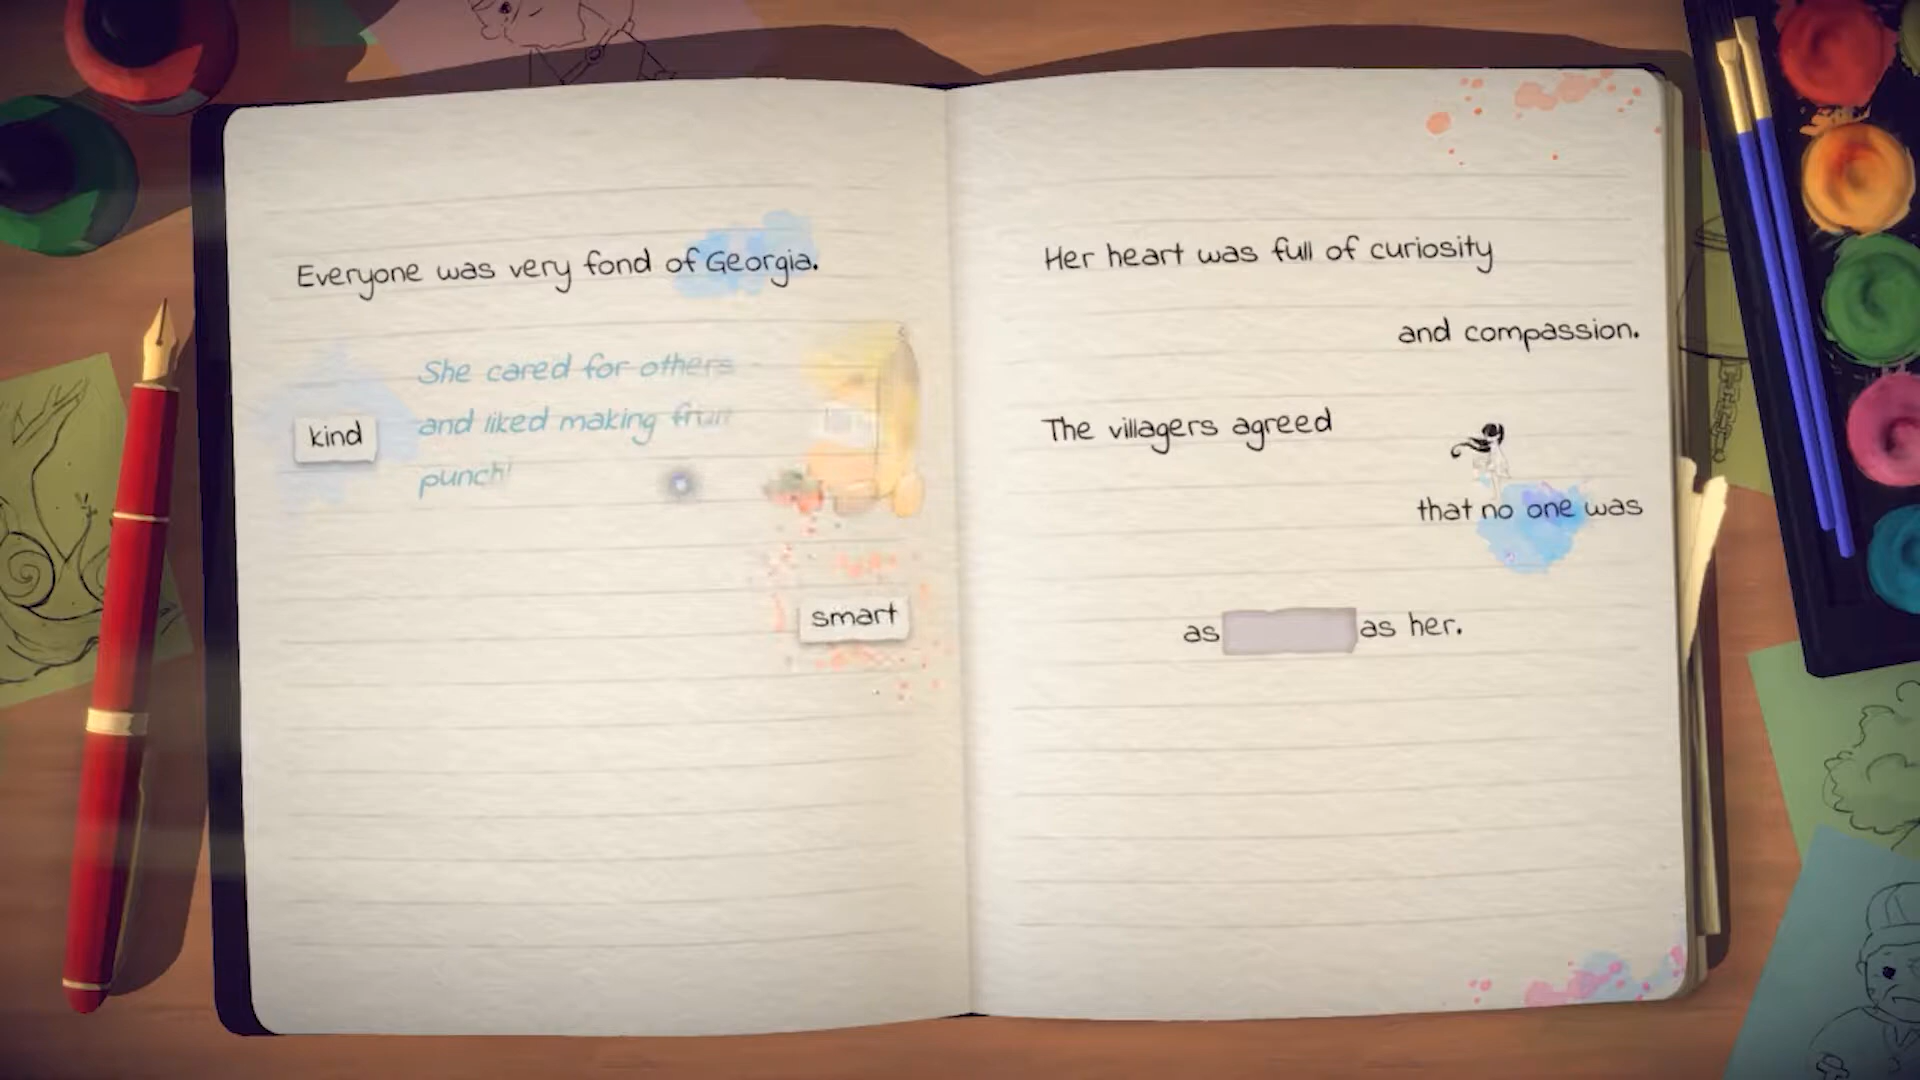 Everyone was very fond of Georgia.
She cared for others
and liked making fruit
punch!
kind
smart
Her heart was full of curiosity
and compassion.
The villagers agreed
that no one was
as
as her.